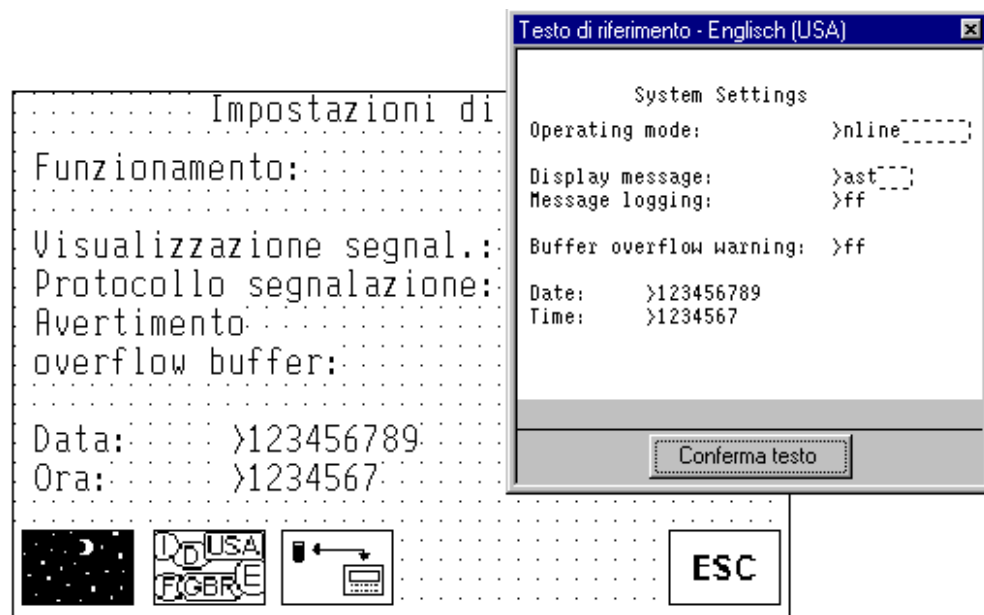 Testo di riferimento - Englisch (USA)
System Settings
Operating mode: >nline
Display message: >ast
Message logging: >ff
Buffer overflow warning: >ff
Date: >123456789
Time: >1234567
Conferma testo
Impostazioni di
Funzionamento:
Visualizzazione segnal.:
Protocollo segnalazione:
Avertimento
overflow buffer:
Data: >123456789
Ora: >1234567
I D USA
F GBR E
ESC